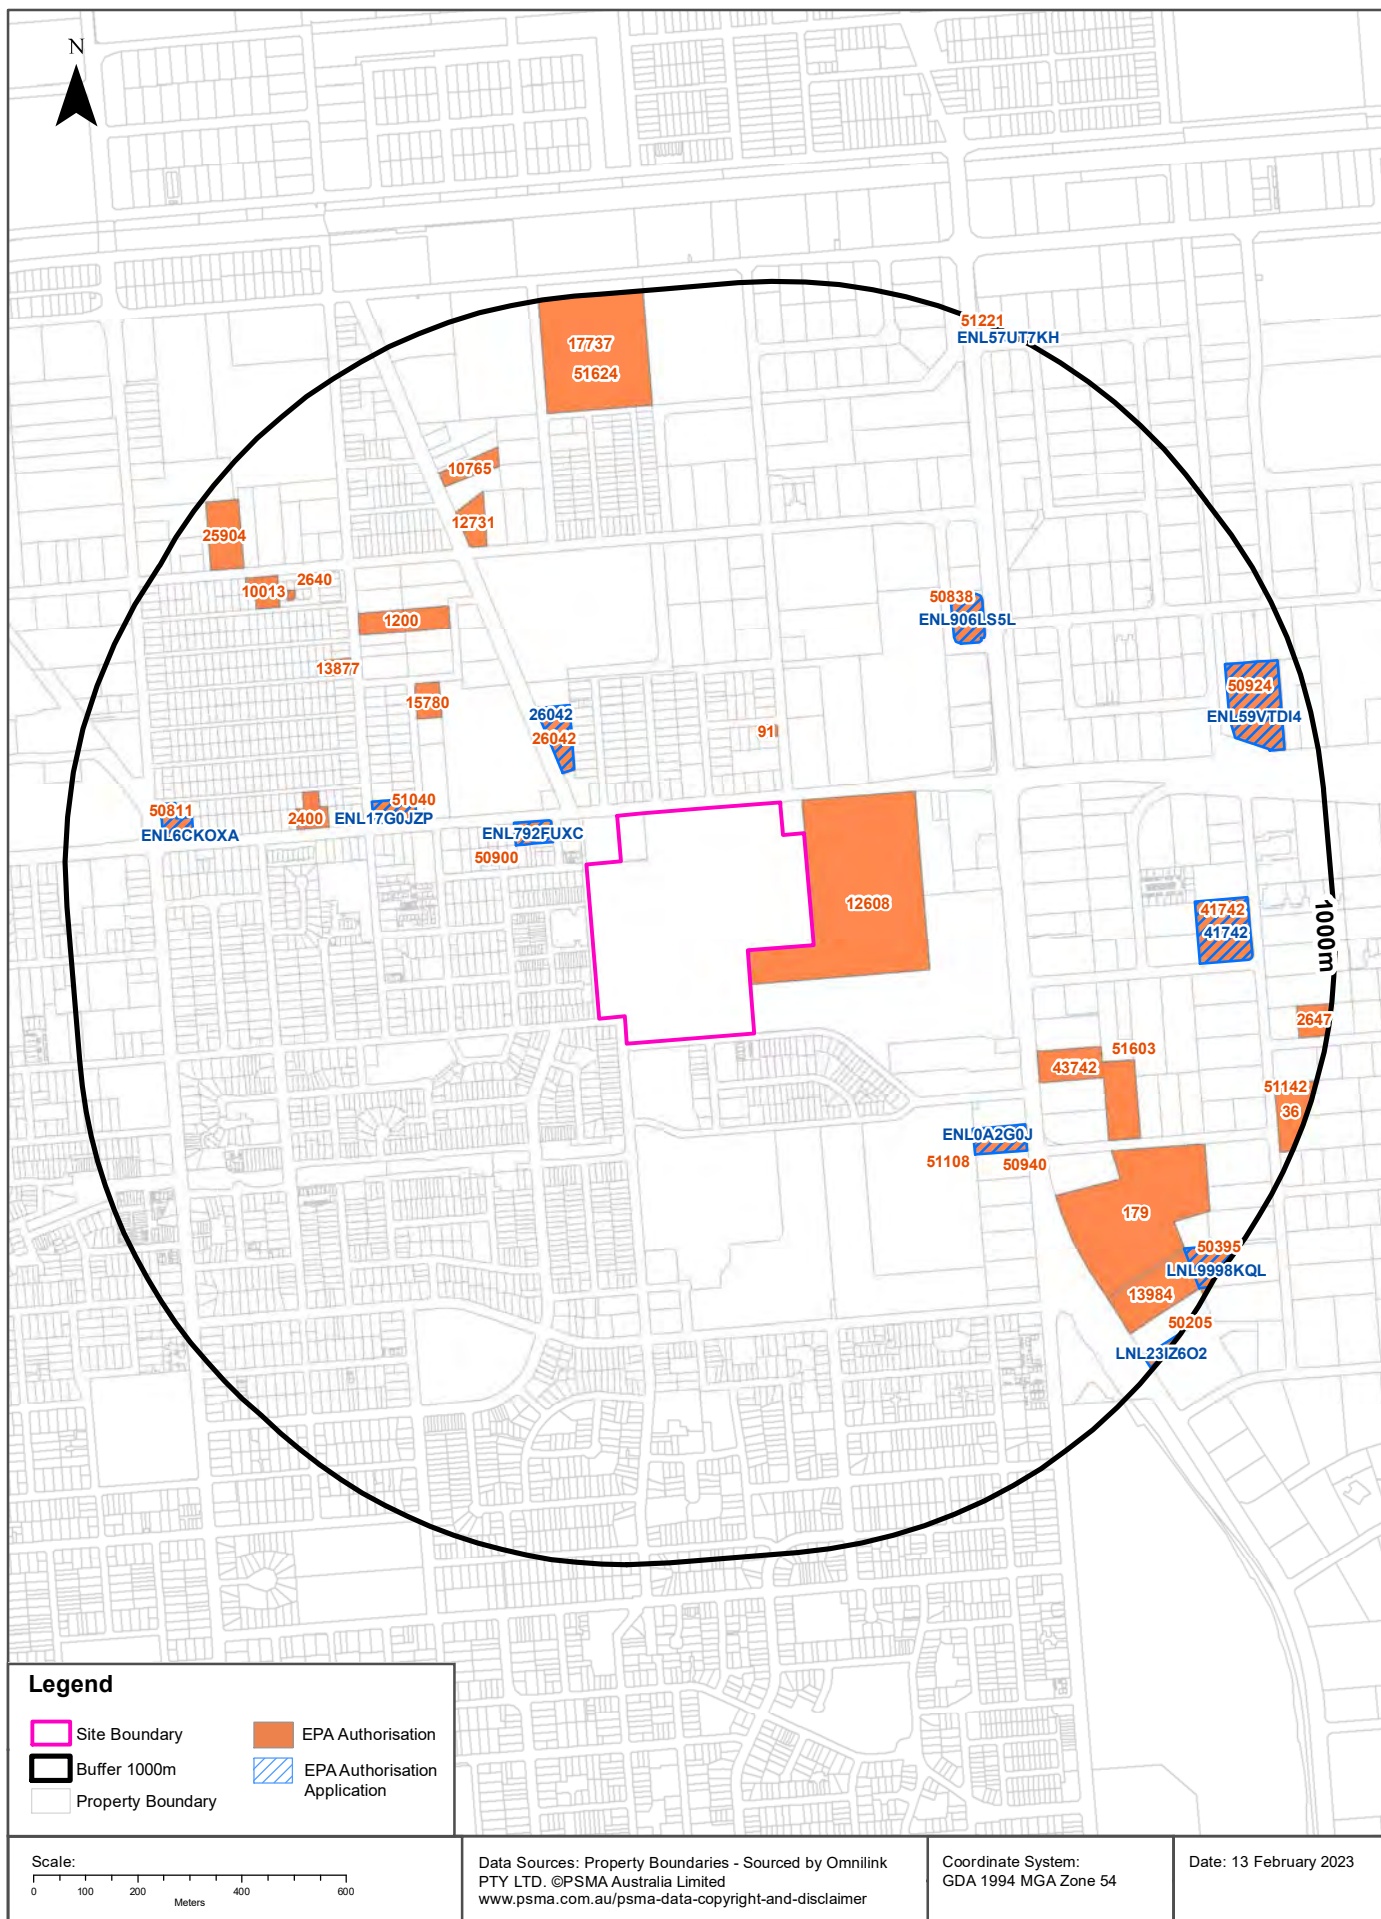 N
51221
ENL57UT7KH
17737
51624
10765
12731
25904
10013
2640
1200
13877
15780
50838
ENL906LS5L
50924
ENL59VTDI4
26042
26042
91
50811
ENL6CKOXA
2400
51040
ENL17G0JZP
ENL792FUXC
50900
12608
41742
41742
1000m
2647
51603
43742
51142
36
ENL0A2G0J
51108
50940
179
50395
LNL9998KQL
13984
50205
LNL23IZ6O2
Legend
Site Boundary
EPA Authorisation
Buffer 1000m
EPA Authorisation
Application
Property Boundary
Scale:
0 100 200 400 600
Meters
Data Sources: Property Boundaries - Sourced by Omnilink
PTY LTD. ©PSMA Australia Limited
www.psma.com.au/psma-data-copyright-and-disclaimer
Coordinate System:
GDA 1994 MGA Zone 54
Date: 13 February 2023